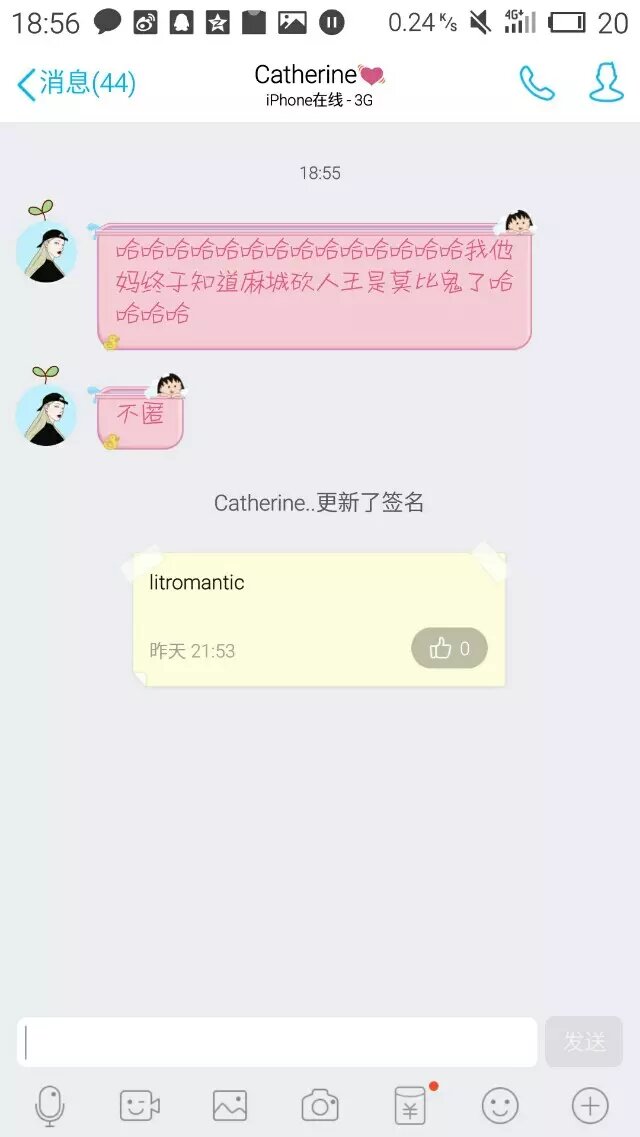 18:56 0.24 K/s 4G+ 20
消息(44)
Catherine
iPhone在线 - 3G
18:55
哈哈哈哈哈哈哈哈哈哈哈哈哈哈我他
妈终于知道麻城砍人王是莫比鬼了哈
哈哈哈
不匿
Catherine..更新了签名
litromantic
昨天 21:53
0
发送